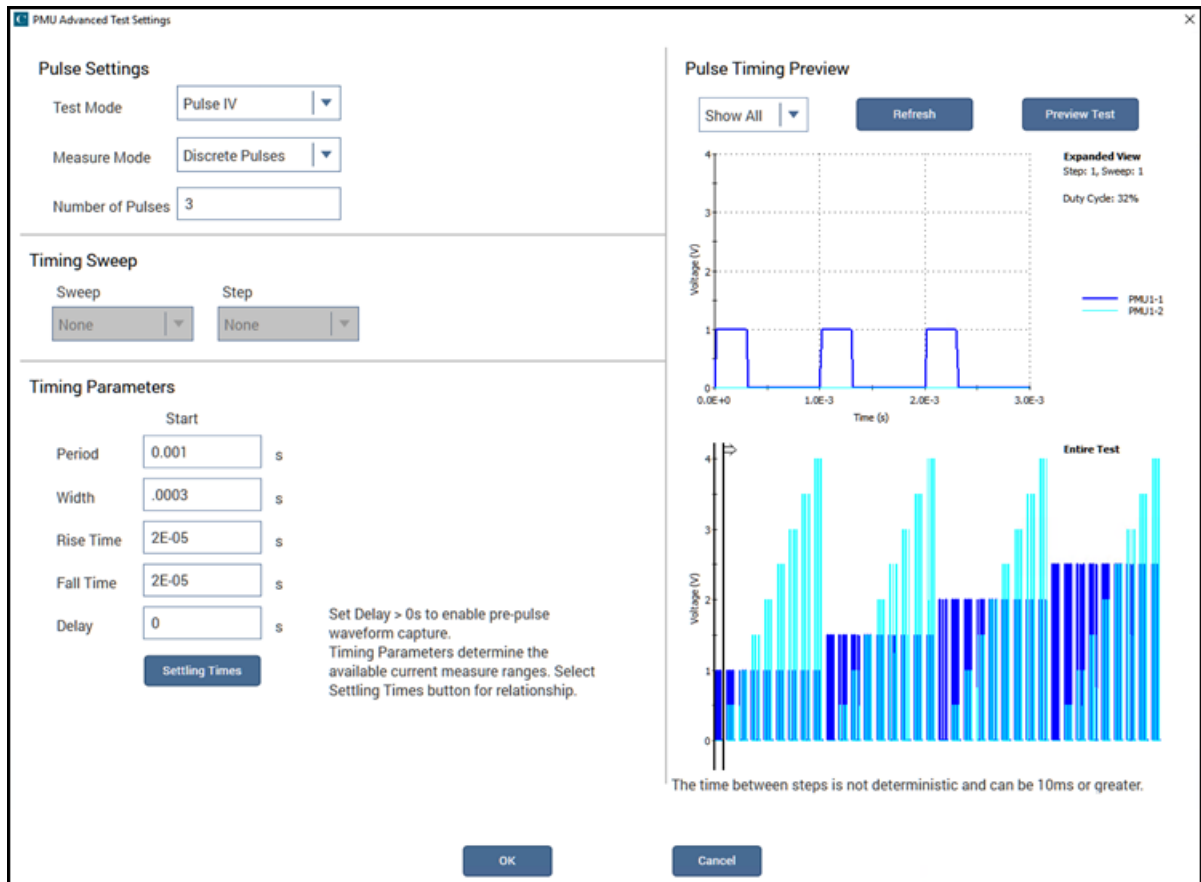 PMU Advanced Test Settings
Pulse Settings
Test Mode
Pulse IV
Measure Mode
Discrete Pulses
Number of Pulses
3
Timing Sweep
Sweep
Step
None
None
Timing Parameters
Start
Period
0.001
s
Width
.0003
s
Rise Time
2E-05
s
Fall Time
2E-05
s
Delay
0
s
Settling Times
Set Delay > 0s to enable pre-pulse
waveform capture.
Timing Parameters determine the
available current measure ranges. Select
Settling Times button for relationship.
Pulse Timing Preview
Show All
Refresh
Preview Test
Expanded View
Step: 1, Sweep: 1
Duty Cycle: 32%
4
3
2
1
0
Voltage (V)
0.0E+0
1.0E-3
2.0E-3
3.0E-3
Time (s)
PMU1-1
PMU1-2
Entire Test
4
3
2
1
0
Voltage (V)
The time between steps is not deterministic and can be 10ms or greater.
OK
Cancel